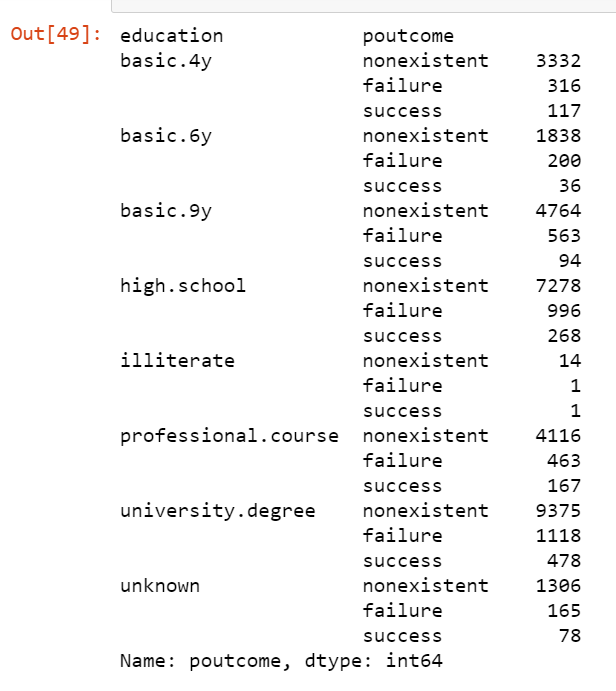 Out[49]: education poutcome
basic.4y nonexistent 3332
failure 316
success 117
basic.6y nonexistent 1838
failure 200
success 36
basic.9y nonexistent 4764
failure 563
success 94
high.school nonexistent 7278
failure 996
success 268
illiterate nonexistent 14
failure 1
success 1
professional.course nonexistent 4116
failure 463
success 167
university.degree nonexistent 9375
failure 1118
success 478
unknown nonexistent 1306
failure 165
success 78
Name: poutcome, dtype: int64